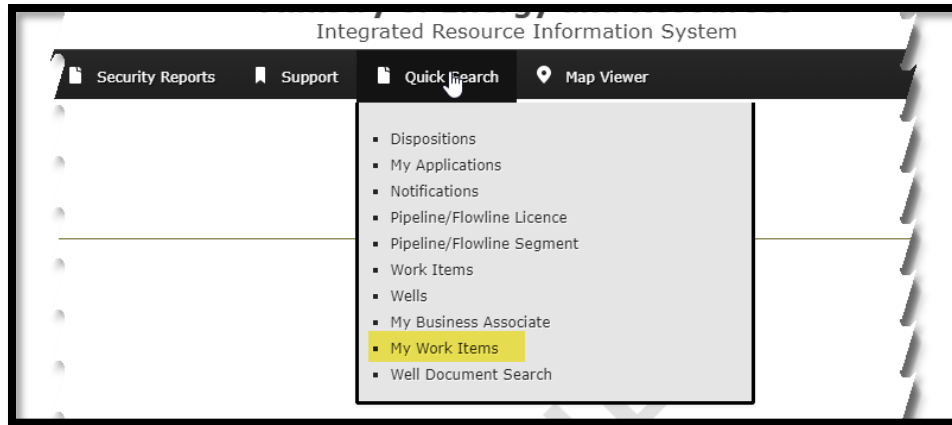 Integrated Resource Information System
Security Reports Support Quick Search Map Viewer
Dispositions
My Applications
Notifications
Pipeline/Flowline Licence
Pipeline/Flowline Segment
Work Items
Wells
My Business Associate
My Work Items
Well Document Search